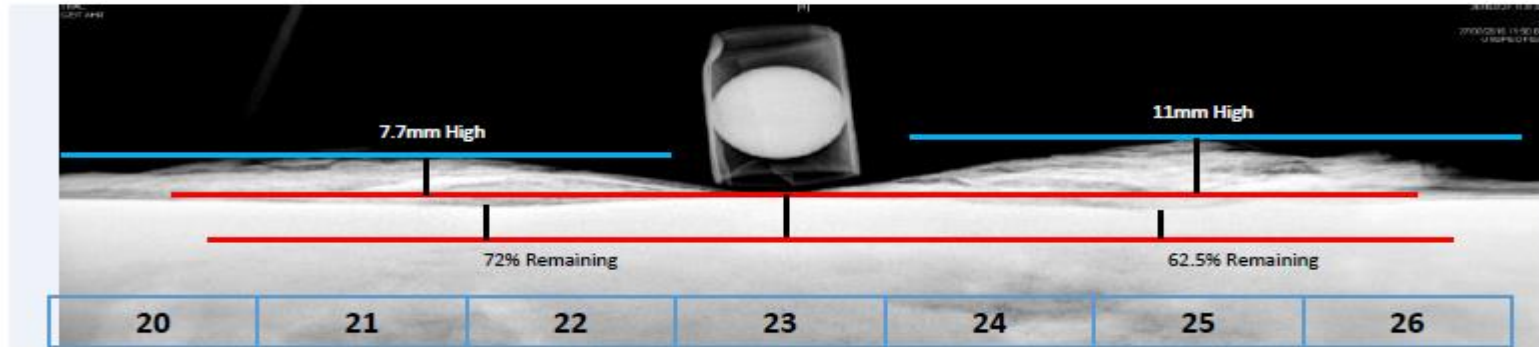 7.7mm High
11mm High
72% Remaining
62.5% Remaining
20 21 22 23 24 25 26